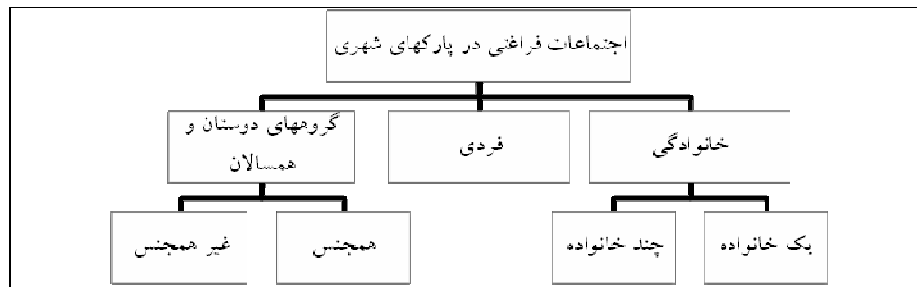 اجتماعات فراغتی در پارکهای شهری
خانوادگی
فردی
گروههای دوستان و
همسالان
یک خانواده
چند خانواده
همجنس
غیر همجنس